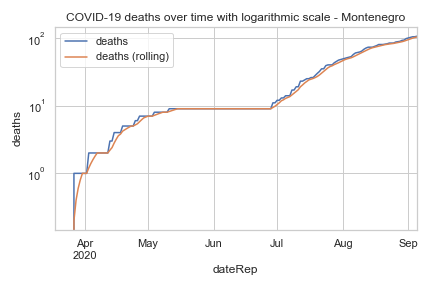 COVID-19 deaths over time with logarithmic scale - Montenegro
deaths
deaths (rolling)
10²
10¹
10⁰
deaths
Apr
2020
May
Jun
Jul
Aug
Sep
dateRep